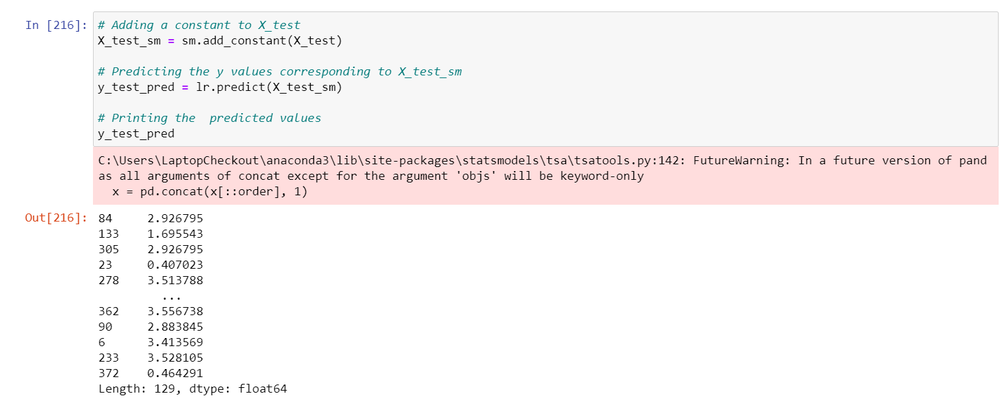 In [216]: # Adding a constant to X_test
X_test_sm = sm.add_constant(X_test)
# Predicting the y values corresponding to X_test_sm
y_test_pred = lr.predict(X_test_sm)
# Printing the  predicted values
y_test_pred
C:\Users\LaptopCheckout\anaconda3\lib\site-packages\statsmodels\tsa\tsatools.py:142: FutureWarning: In a future version of pand
as all arguments of concat except for the argument 'objs' will be keyword-only
  x = pd.concat(x[::order], 1)
Out[216]: 84     2.926795
133    1.695543
305    2.926795
23     0.407023
278    3.513788
         ...
362    3.556738
90     2.883845
6      3.413569
233    3.528105
372    0.464291
Length: 129, dtype: float64